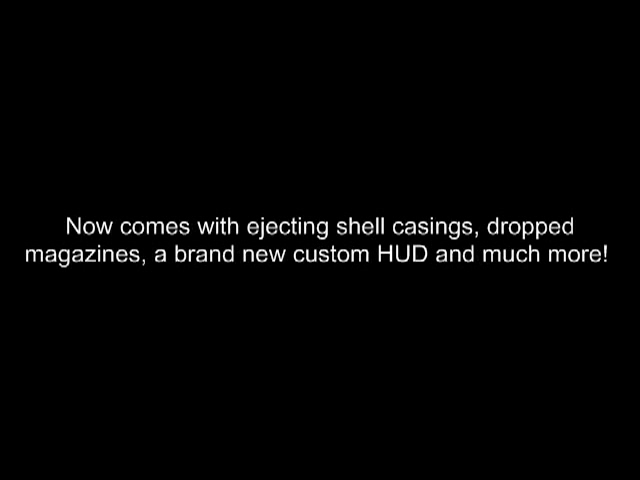 Now comes with ejecting shell casings, dropped
magazines, a brand new custom HUD and much more!